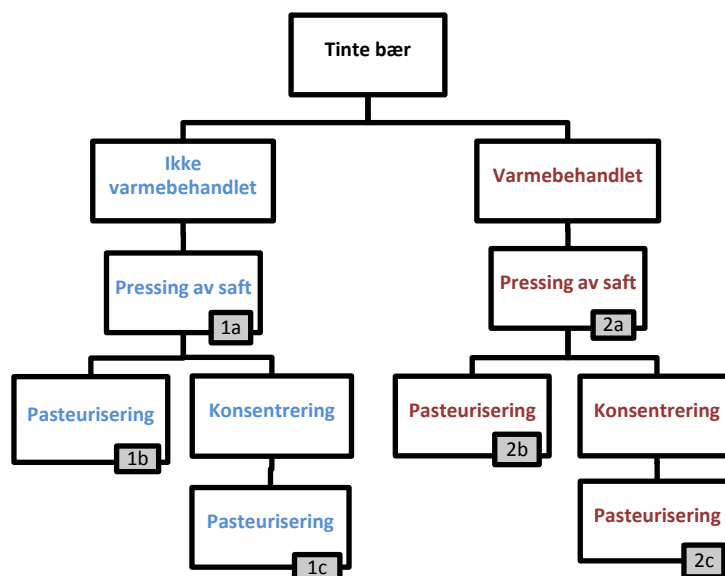 Tinte bær
Ikke
varmebehandlet
Varmebehandlet
Pressing av saft
1a
Pressing av saft
2a
Pasteurisering
1b
Konsentrering
Pasteurisering
2b
Konsentrering
Pasteurisering
1c
Pasteurisering
2c